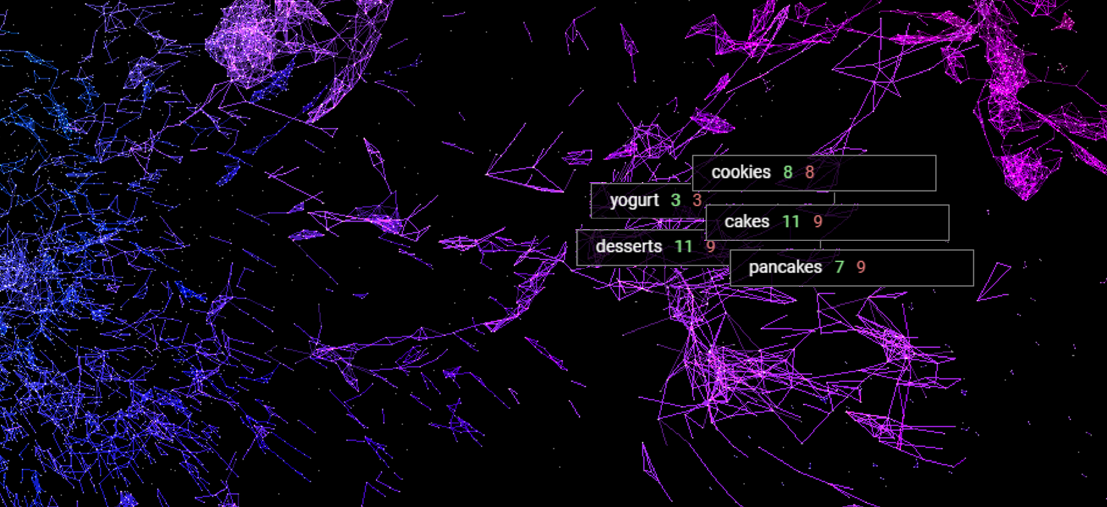 cookies 8 8
yogurt 3 3
cakes 11 9
desserts 11 9
pancakes 7 9